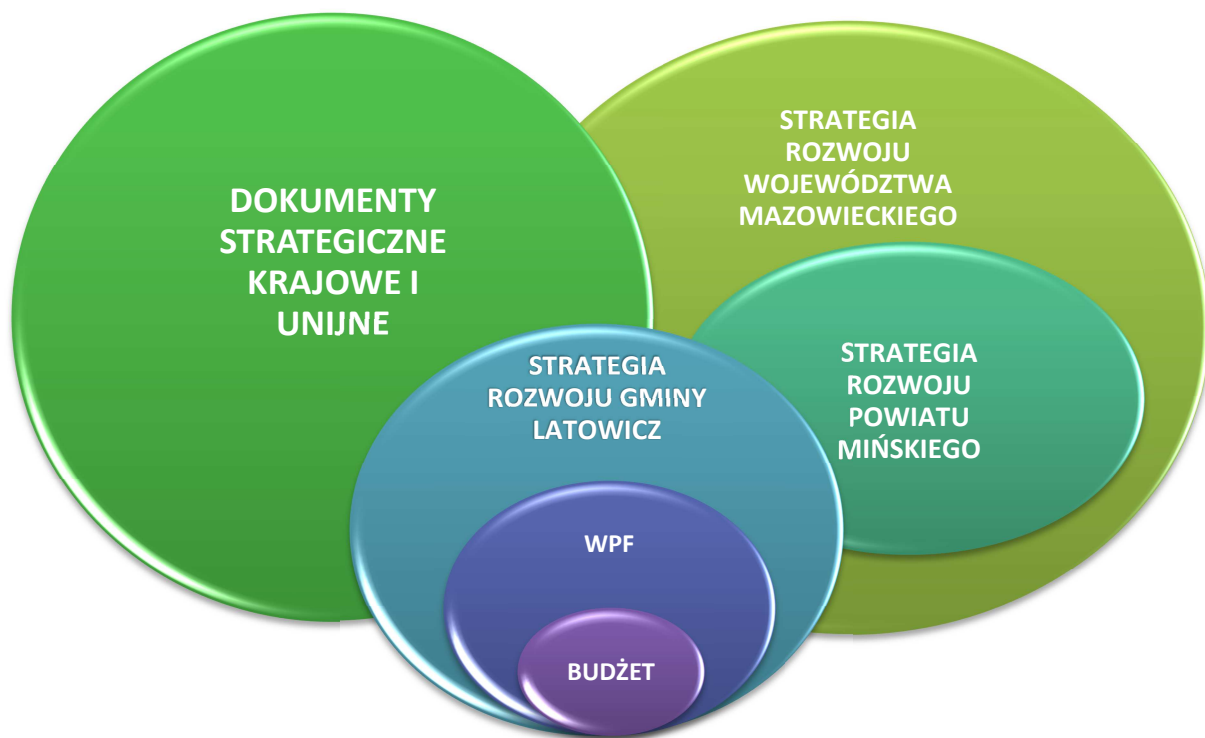 DOKUMENTY
STRATEGICZNE
KRAJOWE I
UNIJNE
STRATEGIA
ROZWOJU
WOJEWÓDZTWA
MAZOWIECKIEGO
STRATEGIA
ROZWOJU
POWIATU
MIŃSKIEGO
STRATEGIA
ROZWOJU GMINY
LATOWICZ
WPF
BUDŻET